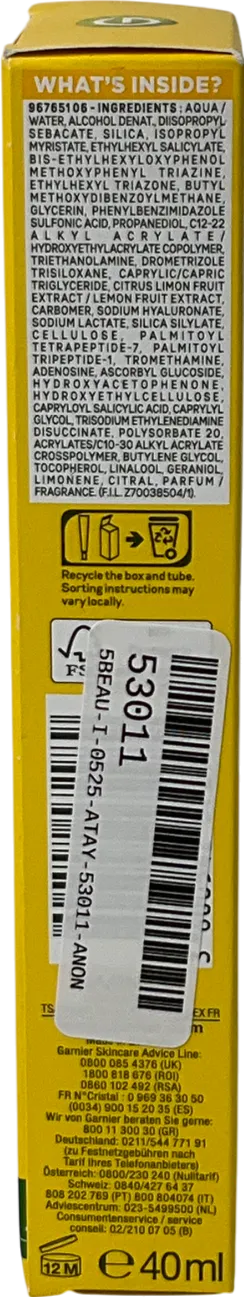 WHAT'S INSIDE?
96765106 - INGREDIENTS: AQUA /
WATER, ALCOHOL DENAT., DIISOPROPYL
SEBACATE, SILICA, ISOPROPYL
MYRISTATE, ETHYLHEXYL SALICYLATE,
BIS-ETHYLHEXYLOXYPHENOL
METHOXYPHENYL TRIAZINE,
ETHYLHEXYL TRIAZONE, BUTYL
METHOXYDIBENZOYLMETHANE,
GLYCERIN, PHENYLBENZIMIDAZOLE
SULFONIC ACID, PROPANEDIOL, C12-22
ALKYL ACRYLATE /
HYDROXYETHYLACRYLATE COPOLYMER,
TRIETHANOLAMINE, DROMETRIZOLE
TRISILOXANE, CAPRYLIC/CAPRIC
TRIGLYCERIDE, CITRUS LIMON FRUIT
EXTRACT / LEMON FRUIT EXTRACT,
CARBOMER, SODIUM HYALURONATE,
SODIUM LACTATE, SILICA SILYLATE,
CELLULOSE, PALMITOYL
TETRAPEPTIDE-7, PALMITOYL
TRIPEPTIDE-1, TROMETHAMINE,
ADENOSINE, ASCORBYL GLUCOSIDE,
HYDROXYACETOPHENONE,
HYDROXYETHYLCELLULOSE,
CAPRYLOYL SALICYLIC ACID, CAPRYLYL
GLYCOL, TRISODIUM ETHYLENEDIAMINE
DISUCCINATE, POLYSORBATE 20,
ACRYLATES/C10-30 ALKYL ACRYLATE
CROSSPOLYMER, BUTYLENE GLYCOL,
TOCOPHEROL, LINALOOL, GERANIOL,
LIMONENE, CITRAL, PARFUM /
FRAGRANCE. (F.I.L. Z70038504/1).
Recycle the box and tube.
Sorting instructions may
vary locally.
FS
53011
5BEAU-I-0525-ATAY-53011-ANON
TS
EX FR
m
Garnier Skincare Advice Line:
0800 085 4376 (UK)
1800 818 676 (ROI)
0860 102 492 (RSA)
FR N°Cristal : 0 969 36 30 50
(0034) 900 15 20 35 (ES)
Wir von Garnier beraten Sie gerne:
800 11 300 30 (GR)
Deutschland: 0211/544 771 91
(zu Festnetzgebühren nach
Tarif Ihres Telefonanbieters)
Österreich: 0800/230 240 (Nulltarif)
Schweiz: 0840/427 64 37
808 202 769 (PT) 800 804074 (IT)
Adviescentrum: 023-5499500 (NL)
Consumentenservice / service
conseil: 02/210 07 05 (B)
12 M e 40ml